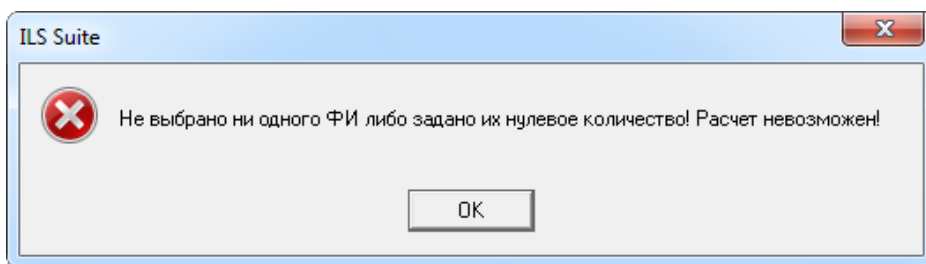 ILS Suite
Не выбрано ни одного ФИ либо задано их нулевое количество! Расчет невозможен!
OK